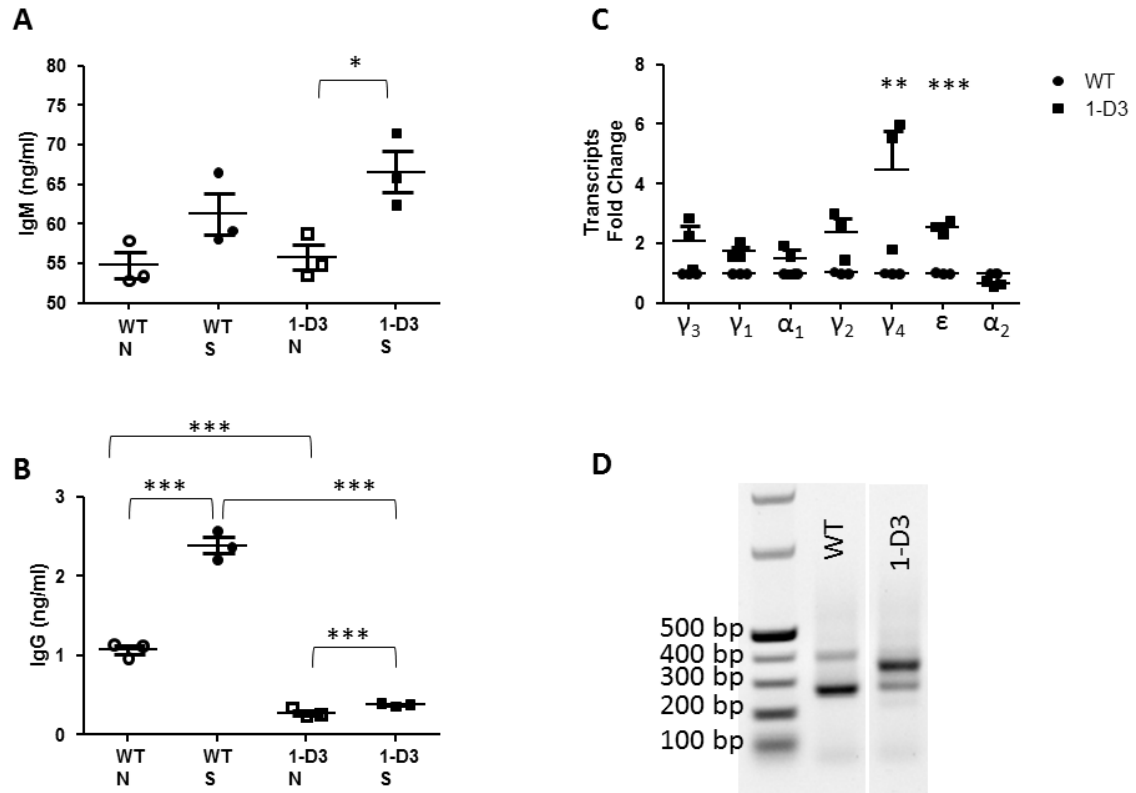 A
IgM (ng/ml)
80
75
70
65
60
55
50
*
WT
N
WT
S
1-D3
N
1-D3
S
C
Transcripts
Fold Change
8
6
4
2
0
** ***
WT
1-D3
γ3 γ1 α1 γ2 γ4 ε α2
B
IgG (ng/ml)
3
2
1
0
***
*** ***
***
WT
N
WT
S
1-D3
N
1-D3
S
D
WT 1-D3
500 bp
400 bp
300 bp
200 bp
100 bp